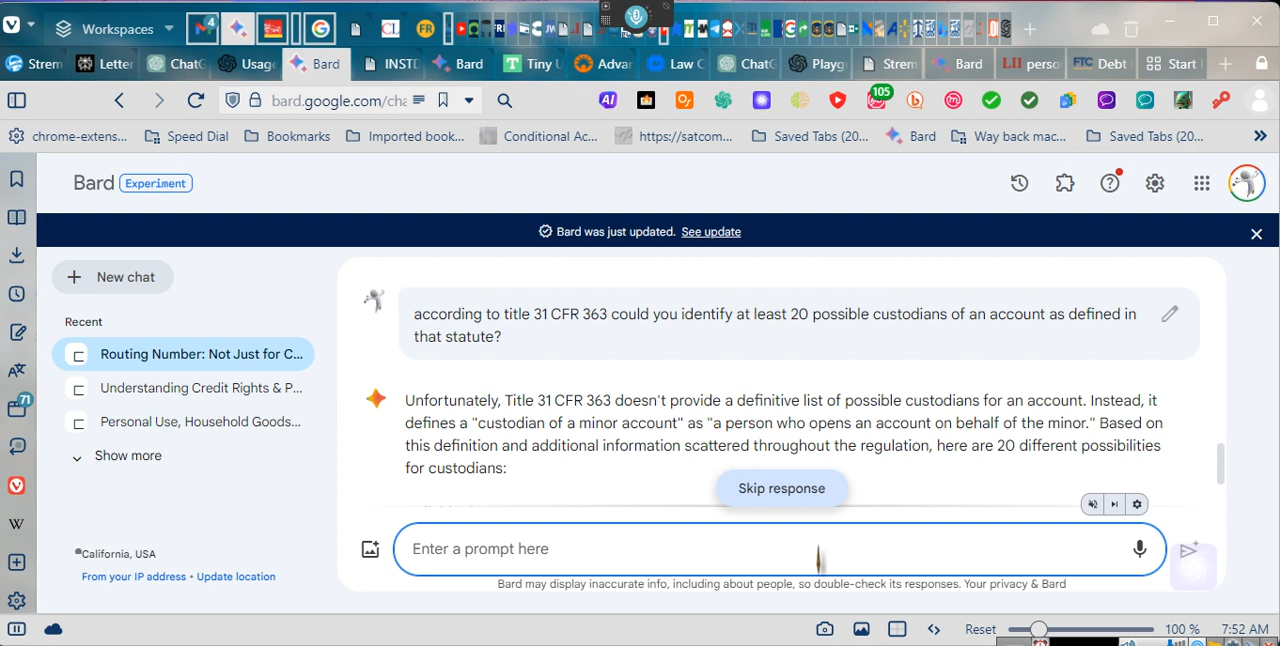 Workspaces 4
Strem Letter ChatG Usage Bard INSTD Bard Tiny U Advar Law C ChatG Playg Strem Bard LII perso FTC Debt Start
bard.google.com/cha 105
chrome-extens... Speed Dial Bookmarks Imported book... Conditional Ac... https://satcom... Saved Tabs (20... Bard Way back mac... Saved Tabs (20...
Bard Experiment
Bard was just updated. See update
New chat
Recent
Routing Number: Not Just for C...
Understanding Credit Rights & P...
Personal Use, Household Goods...
Show more
according to title 31 CFR 363 could you identify at least 20 possible custodians of an account as defined in
that statute?
Unfortunately, Title 31 CFR 363 doesn't provide a definitive list of possible custodians for an account. Instead, it
defines a "custodian of a minor account" as "a person who opens an account on behalf of the minor." Based on
this definition and additional information scattered throughout the regulation, here are 20 different possibilities
for custodians:
Skip response
Enter a prompt here
Bard may display inaccurate info, including about people, so double-check its responses. Your privacy & Bard
California, USA
From your IP address • Update location
71
W
Reset 100 % 7:52 AM